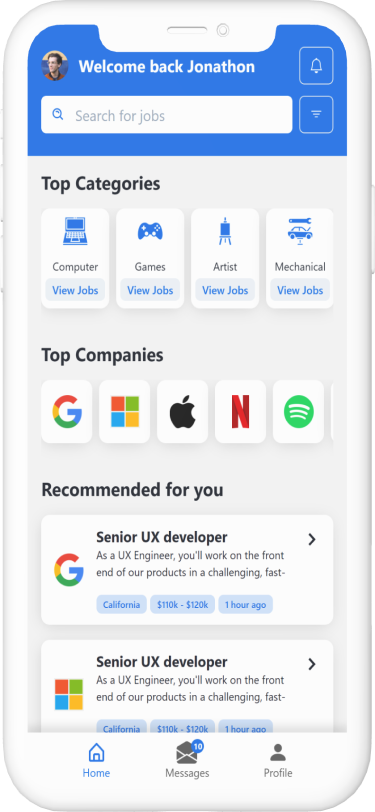 Welcome back Jonathon
Search for jobs
Top Categories
Computer
Games
Artist
Mechanical
View Jobs
View Jobs
View Jobs
View Jobs
Top Companies
Recommended for you
Senior UX developer
As a UX Engineer, you'll work on the front
end of our products in a challenging, fast-
California
$110k - $120k
1 hour ago
Senior UX developer
As a UX Engineer, you'll work on the front
end of our products in a challenging, fast-
California
$110k - $120k
1 hour ago
10
Home
Messages
Profile